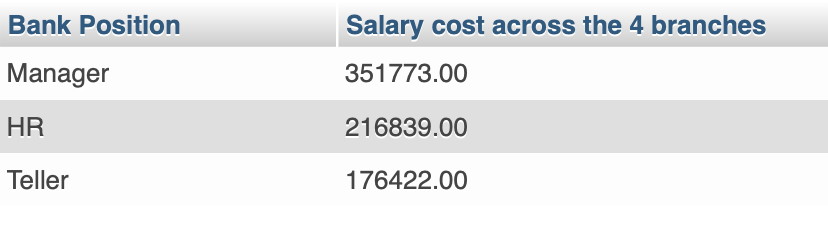 Bank Position Salary cost across the 4 branches
Manager 351773.00
HR 216839.00
Teller 176422.00